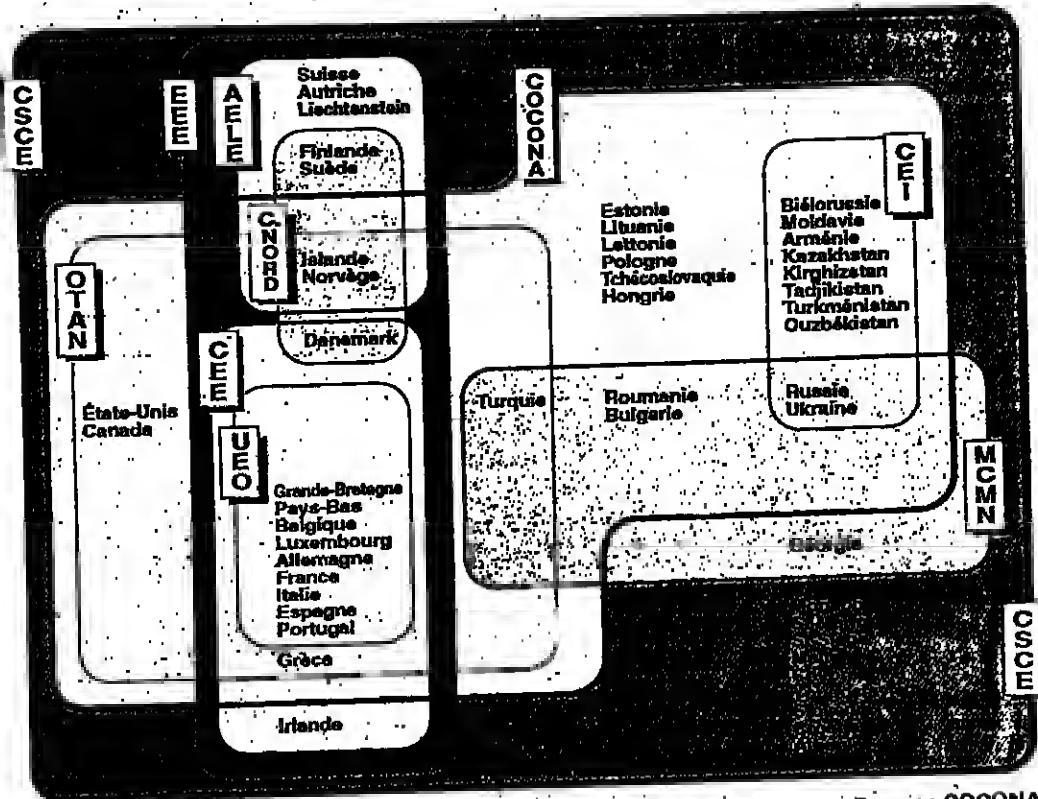 CSCE
EEE
AELE
Suisse
Autriche
Liechtenstein
Finlande
Suède
CNORD
Islande
Norvège
Danemark
OTAN
États-Unis
Canada
CEE
UEO
Grande-Bretagne
Pays-Bas
Belgique
Luxembourg
Allemagne
France
Italie
Espagne
Portugal
Grèce
Irlande
COCONA
Estonie
Lituanie
Lettonie
Pologne
Tchécoslovaquie
Hongrie
CEI
Biélorussie
Moldavie
Arménie
Kazakhstan
Kirghizstan
Tadjikistan
Turkménistan
Ouzbékistan
Turquie
Roumanie
Bulgarie
Russie
Ukraine
MCMN
Géorgie
CSCE
COCONA